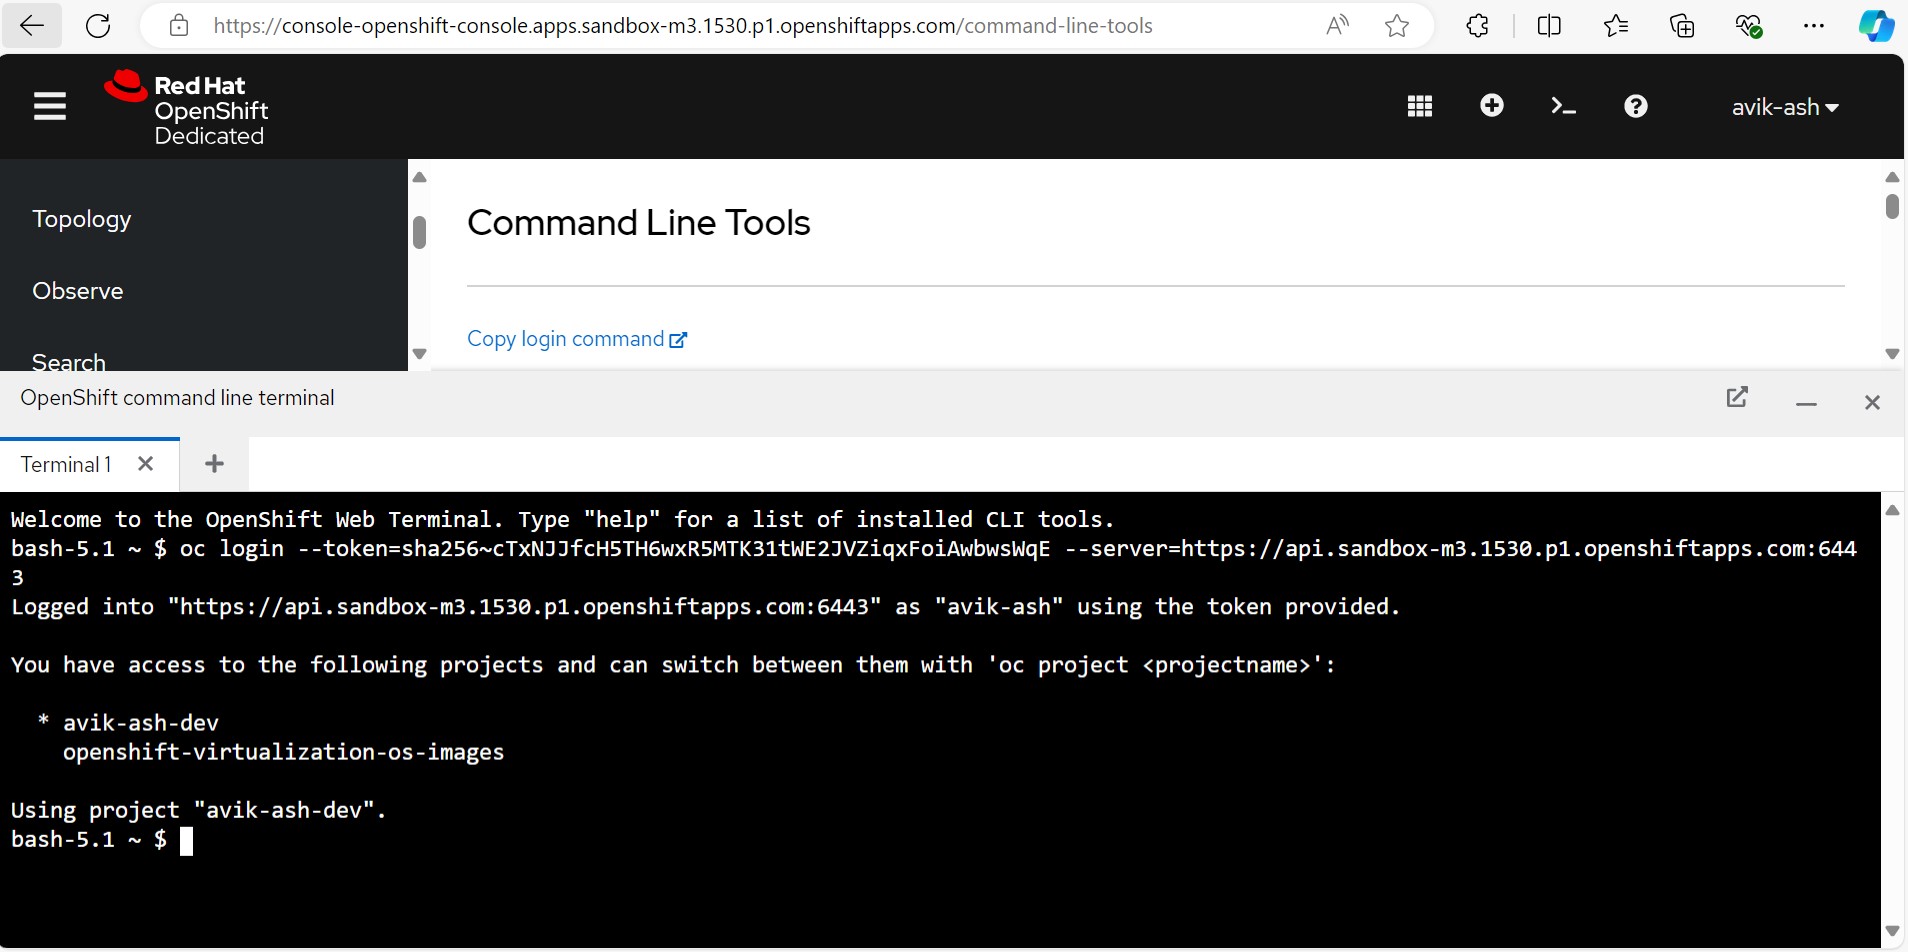 https://console-openshift-console.apps.sandbox-m3.1530.p1.openshiftapps.com/command-line-tools
Red Hat
OpenShift
Dedicated
avik-ash
Topology
Observe
Search
Command Line Tools
Copy login command
OpenShift command line terminal
Terminal 1
Welcome to the OpenShift Web Terminal. Type "help" for a list of installed CLI tools.
bash-5.1 ~ $ oc login --token=sha256~cTxNJJfcH5TH6wxR5MTK31tWE2JVZiqxFoiAwbwsWqE --server=https://api.sandbox-m3.1530.p1.openshiftapps.com:644
3
Logged into "https://api.sandbox-m3.1530.p1.openshiftapps.com:6443" as "avik-ash" using the token provided.
You have access to the following projects and can switch between them with 'oc project <projectname>':
* avik-ash-dev
openshift-virtualization-os-images
Using project "avik-ash-dev".
bash-5.1 ~ $